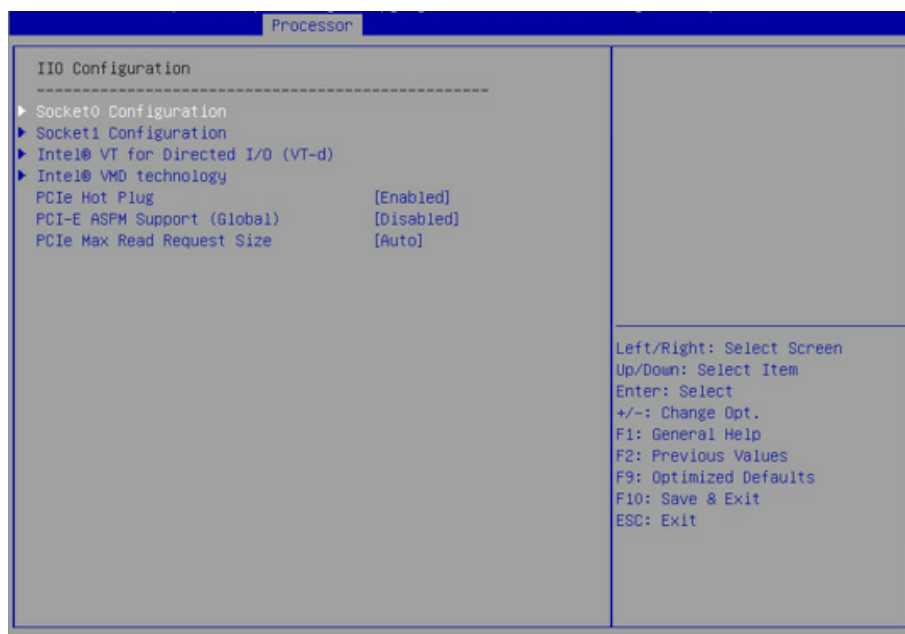 Processor
IIO Configuration
--------------------------------------------------
Socket0 Configuration
Socket1 Configuration
Intel® VT for Directed I/O (VT-d)
Intel® VMD technology
PCIe Hot Plug [Enabled]
PCI-E ASPM Support (Global) [Disabled]
PCIe Max Read Request Size [Auto]
Left/Right: Select Screen
Up/Down: Select Item
Enter: Select
+/-: Change Opt.
F1: General Help
F2: Previous Values
F9: Optimized Defaults
F10: Save & Exit
ESC: Exit